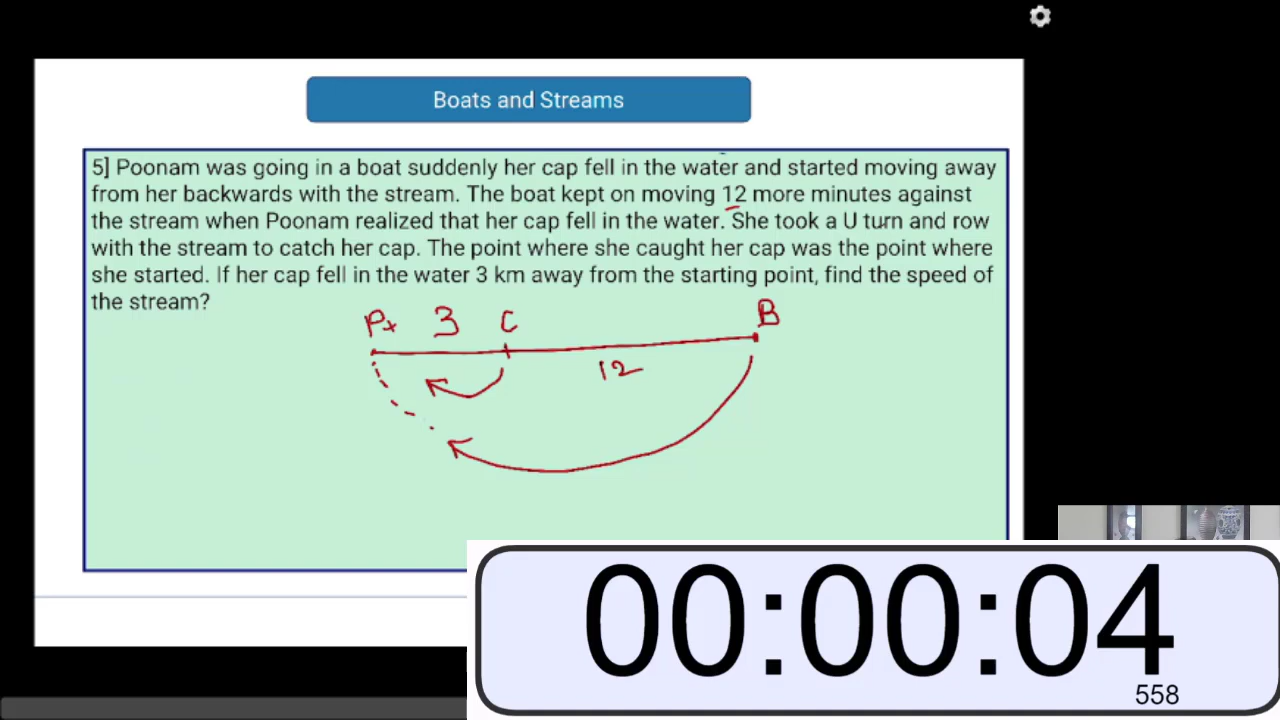 Boats and Streams
5] Poonam was going in a boat suddenly her cap fell in the water and started moving away
from her backwards with the stream. The boat kept on moving 12 more minutes against
the stream when Poonam realized that her cap fell in the water. She took a U turn and row
with the stream to catch her cap. The point where she caught her cap was the point where
she started. If her cap fell in the water 3 km away from the starting point, find the speed of
the stream?
P 3 C B
12
00:00:04
558